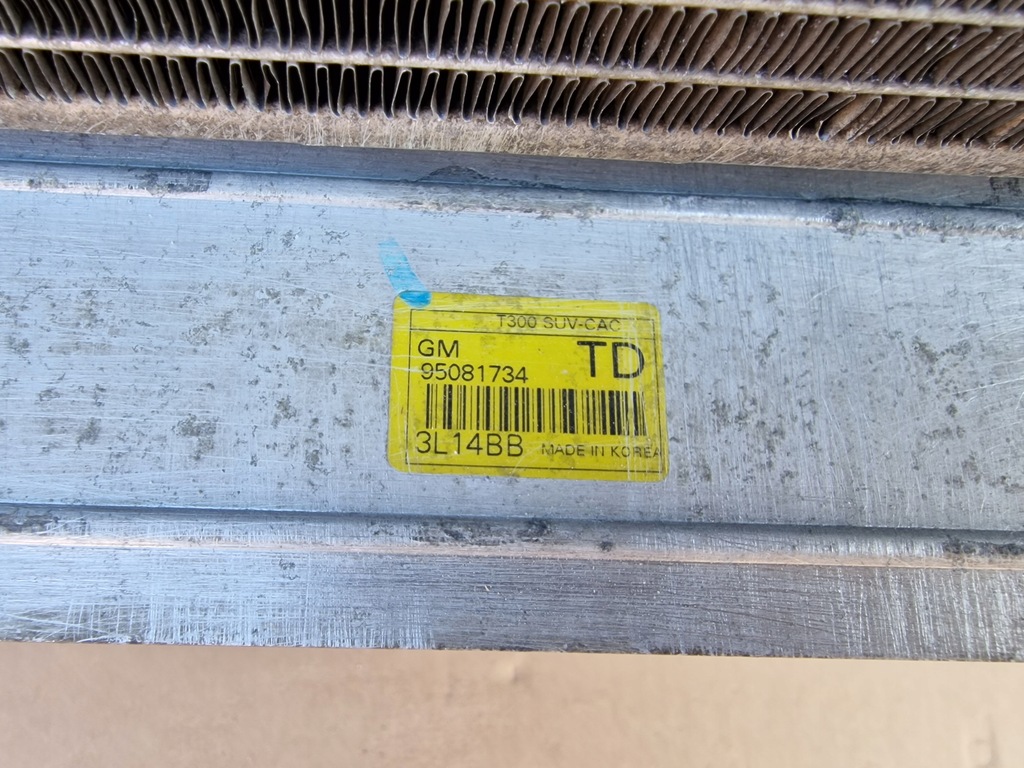 T300 SUV-CAC
GM TD
95081734
3L14BB MADE IN KOREA